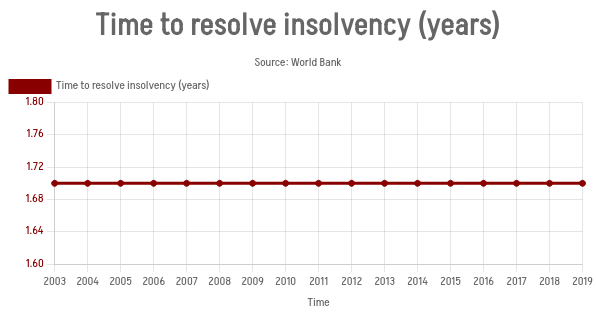 Time to resolve insolvency (years)
Source: World Bank
Time to resolve insolvency (years)
1.80
1.76
1.72
1.68
1.64
1.60
2003 2004 2005 2006 2007 2008 2009 2010 2011 2012 2013 2014 2015 2016 2017 2018 2019
Time